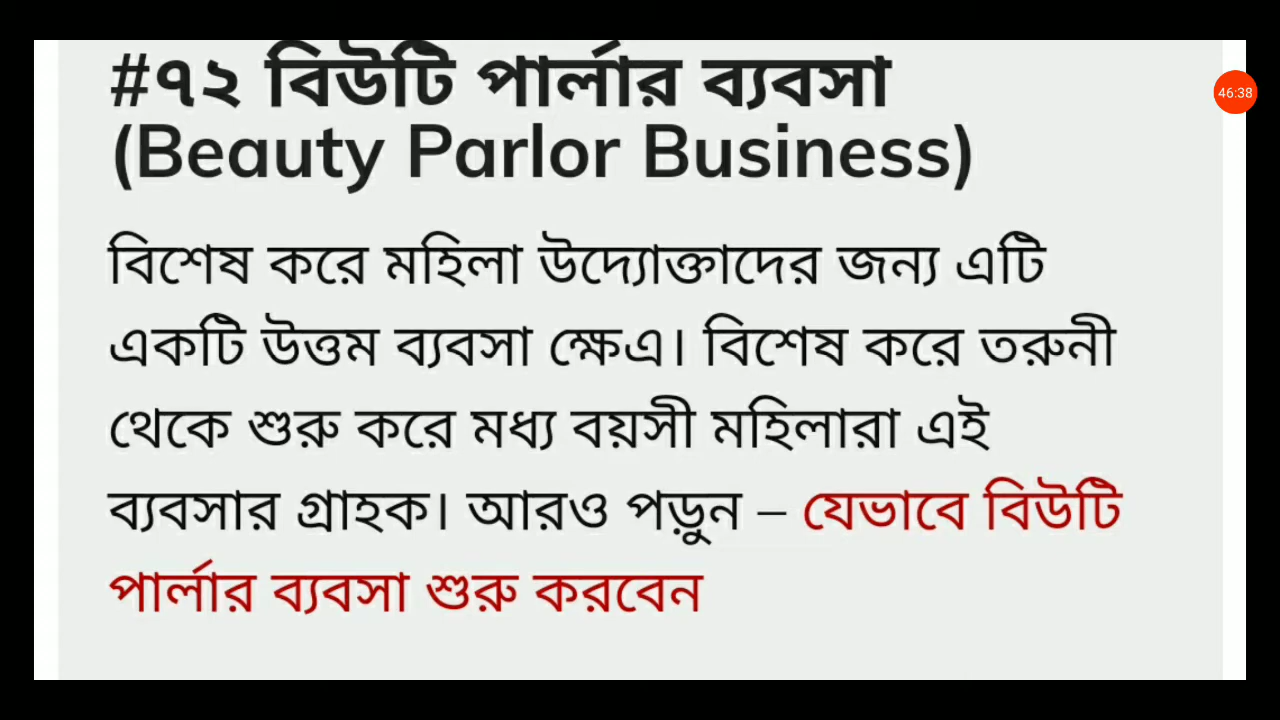 #৭২ বিউটি পার্লার ব্যবসা
(Beauty Parlor Business)
46:38
বিশেষ করে মহিলা উদ্যোক্তাদের জন্য এটি
একটি উত্তম ব্যবসা ক্ষেএ। বিশেষ করে তরুনী
থেকে শুরু করে মধ্য বয়সী মহিলারা এই
ব্যবসার গ্রাহক। আরও পড়ুন – যেভাবে বিউটি
পার্লার ব্যবসা শুরু করবেন